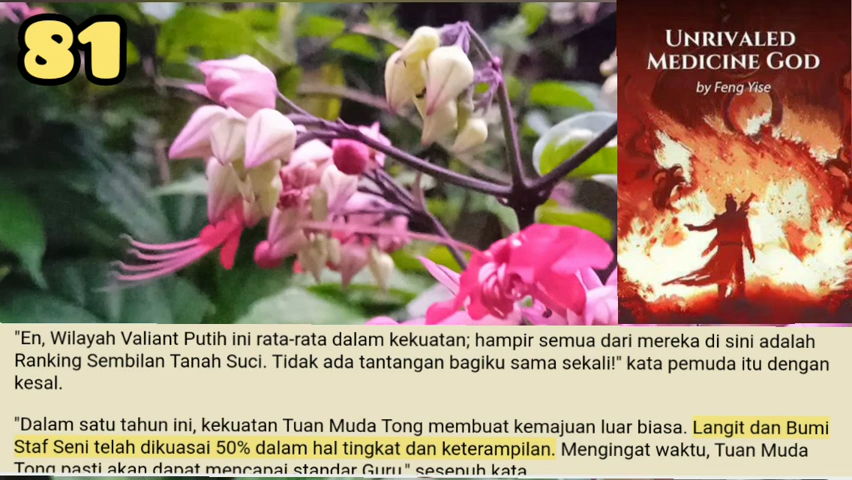 81
UNRIVALED
MEDICINE GOD
by Feng Yise
"En, Wilayah Valiant Putih ini rata-rata dalam kekuatan; hampir semua dari mereka di sini adalah
Ranking Sembilan Tanah Suci. Tidak ada tantangan bagiku sama sekali!" kata pemuda itu dengan
kesal.
"Dalam satu tahun ini, kekuatan Tuan Muda Tong membuat kemajuan luar biasa. Langit dan Bumi
Staf Seni telah dikuasai 50% dalam hal tingkat dan keterampilan. Mengingat waktu, Tuan Muda
Tong pasti akan dapat mencapai standar Guru," sesepuh kata